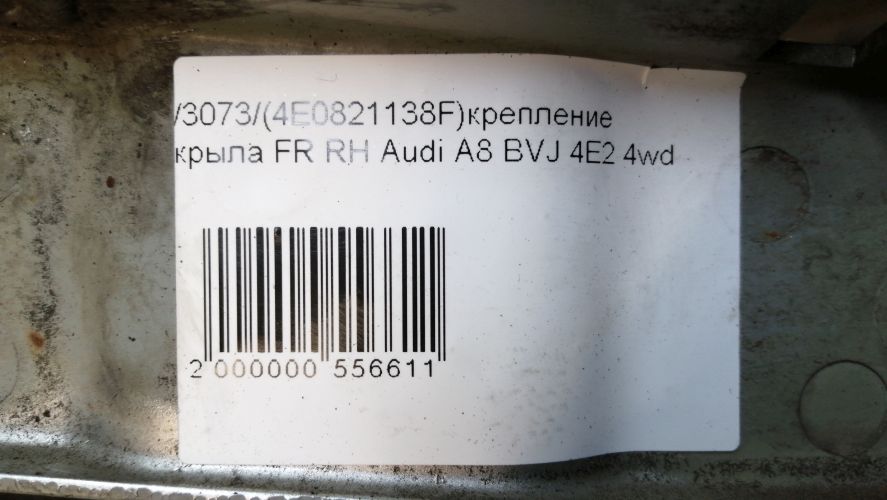 /3073/(4E0821138F)крепление
крыла FR RH Audi A8 BVJ 4E2 4wd
2 000000 556611